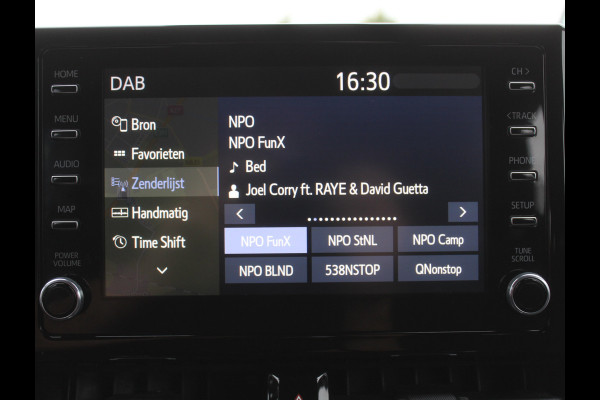 HOME
MENU
AUDIO
MAP
POWER
VOLUME
DAB
16:30
Bron
Favorieten
Zenderlijst
Handmatig
Time Shift
NPO
NPO FunX
Bed
Joel Corry ft. RAYE & David Guetta
< >
NPO FunX NPO StNL NPO Camp
NPO BLND 538NSTOP QNonstop
CH >
< TRACK
PHONE
SETUP
TUNE
SCROLL